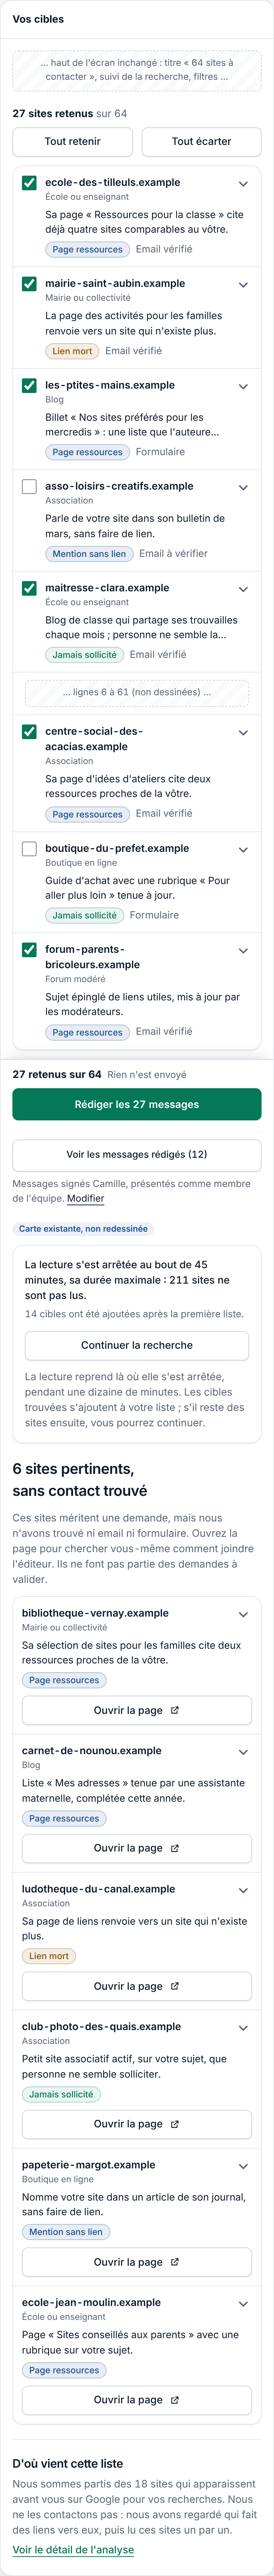 Vos cibles
... haut de l'écran inchangé : titre « 64 sites à
contacter », suivi de la recherche, filtres ...
27 sites retenus sur 64
Tout retenir
Tout écarter
ecole-des-tilleuls.example
École ou enseignant
Sa page « Ressources pour la classe » cite
déjà quatre sites comparables au vôtre.
Page ressources Email vérifié
mairie-saint-aubin.example
Mairie ou collectivité
La page des activités pour les familles
renvoie vers un site qui n'existe plus.
Lien mort Email vérifié
les-ptites-mains.example
Blog
Billet « Nos sites préférés pour les
mercredis » : une liste que l'auteure...
Page ressources Formulaire
asso-loisirs-creatifs.example
Association
Parle de votre site dans son bulletin de
mars, sans faire de lien.
Mention sans lien Email à vérifier
maitresse-clara.example
École ou enseignant
Blog de classe qui partage ses trouvailles
chaque mois ; personne ne semble la...
Jamais sollicité Email vérifié
... lignes 6 à 61 (non dessinées) ...
centre-social-des-
acacias.example
Association
Sa page d'idées d'ateliers cite deux
ressources proches de la vôtre.
Page ressources Email vérifié
boutique-du-prefet.example
Boutique en ligne
Guide d'achat avec une rubrique « Pour
aller plus loin » tenue à jour.
Jamais sollicité Formulaire
forum-parents-
bricoleurs.example
Forum modéré
Sujet épinglé de liens utiles, mis à jour par
les modérateurs.
Page ressources Email vérifié
27 retenus sur 64 Rien n'est envoyé
Rédiger les 27 messages
Voir les messages rédigés (12)
Messages signés Camille, présentés comme membre
de l'équipe. Modifier
Carte existante, non redessinée
La lecture s'est arrêtée au bout de 45
minutes, sa durée maximale : 211 sites ne
sont pas lus.
14 cibles ont été ajoutées après la première liste.
Continuer la recherche
La lecture reprend là où elle s'est arrêtée,
pendant une dizaine de minutes. Les cibles
trouvées s'ajoutent à votre liste ; s'il reste des
sites ensuite, vous pourrez continuer.
6 sites pertinents,
sans contact trouvé
Ces sites méritent une demande, mais nous
n'avons trouvé ni email ni formulaire. Ouvrez la
page pour chercher vous-même comment joindre
l'éditeur. Ils ne font pas partie des demandes à
valider.
bibliotheque-vernay.example
Mairie ou collectivité
Sa sélection de sites pour les familles cite deux
ressources proches de la vôtre.
Page ressources
Ouvrir la page
carnet-de-nounou.example
Blog
Liste « Mes adresses » tenue par une assistante
maternelle, complétée cette année.
Page ressources
Ouvrir la page
ludotheque-du-canal.example
Association
Sa page de liens renvoie vers un site qui n'existe
plus.
Lien mort
Ouvrir la page
club-photo-des-quais.example
Association
Petit site associatif actif, sur votre sujet, que
personne ne semble solliciter.
Jamais sollicité
Ouvrir la page
papeterie-margot.example
Boutique en ligne
Nomme votre site dans un article de son journal,
sans faire de lien.
Mention sans lien
Ouvrir la page
ecole-jean-moulin.example
École ou enseignant
Page « Sites conseillés aux parents » avec une
rubrique sur votre sujet.
Page ressources
Ouvrir la page
D'où vient cette liste
Nous sommes partis des 18 sites qui apparaissent
avant vous sur Google pour vos recherches. Nous
ne les contactons pas : nous avons regardé qui fait
des liens vers eux, puis lu ces sites un par un.
Voir le détail de l'analyse